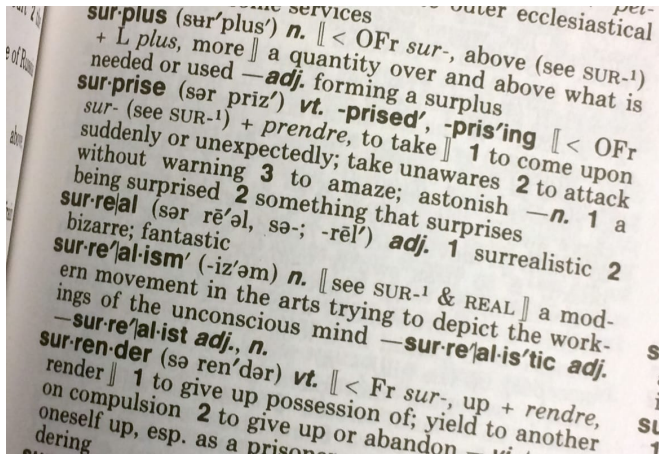 services
outer ecclesiastical
sur·plus (sur′plus′) n. ⟦< OFr sur-, above (see SUR-¹)
+ L plus, more⟧ a quantity over and above what is
needed or used —adj. forming a surplus
sur·prise (sər prīz′) vt. -prised′, -pris′ing ⟦< OFr
sur- (see SUR-¹) + prendre, to take⟧ 1 to come upon
suddenly or unexpectedly; take unawares 2 to attack
without warning 3 to amaze; astonish —n. 1 a
being surprised 2 something that surprises
sur·re|al (sər rē′əl, sə-; -rēl′) adj. 1 surrealistic 2
bizarre; fantastic
sur·re′|al·ism′ (-iz′əm) n. ⟦see SUR-¹ & REAL⟧ a mod-
ern movement in the arts trying to depict the work-
ings of the unconscious mind —sur·re′|al·is′tic adj.
—sur·re′|al·ist adj., n.
sur·ren·der (sə ren′dər) vt. ⟦< Fr sur-, up + rendre,
render⟧ 1 to give up possession of; yield to another
on compulsion 2 to give up or abandon
oneself up, esp. as a prisoner
dering